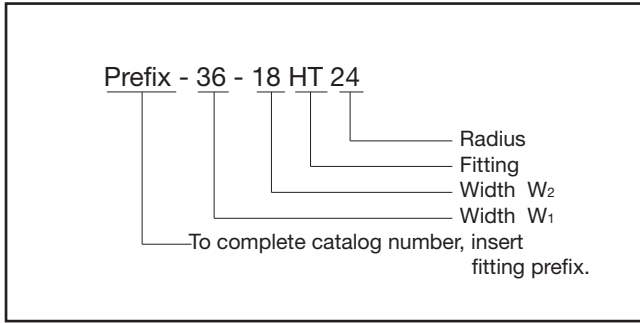 Prefix - 36 - 18 HT 24
Radius
Fitting
Width W₂
Width W₁
To complete catalog number, insert
fitting prefix.